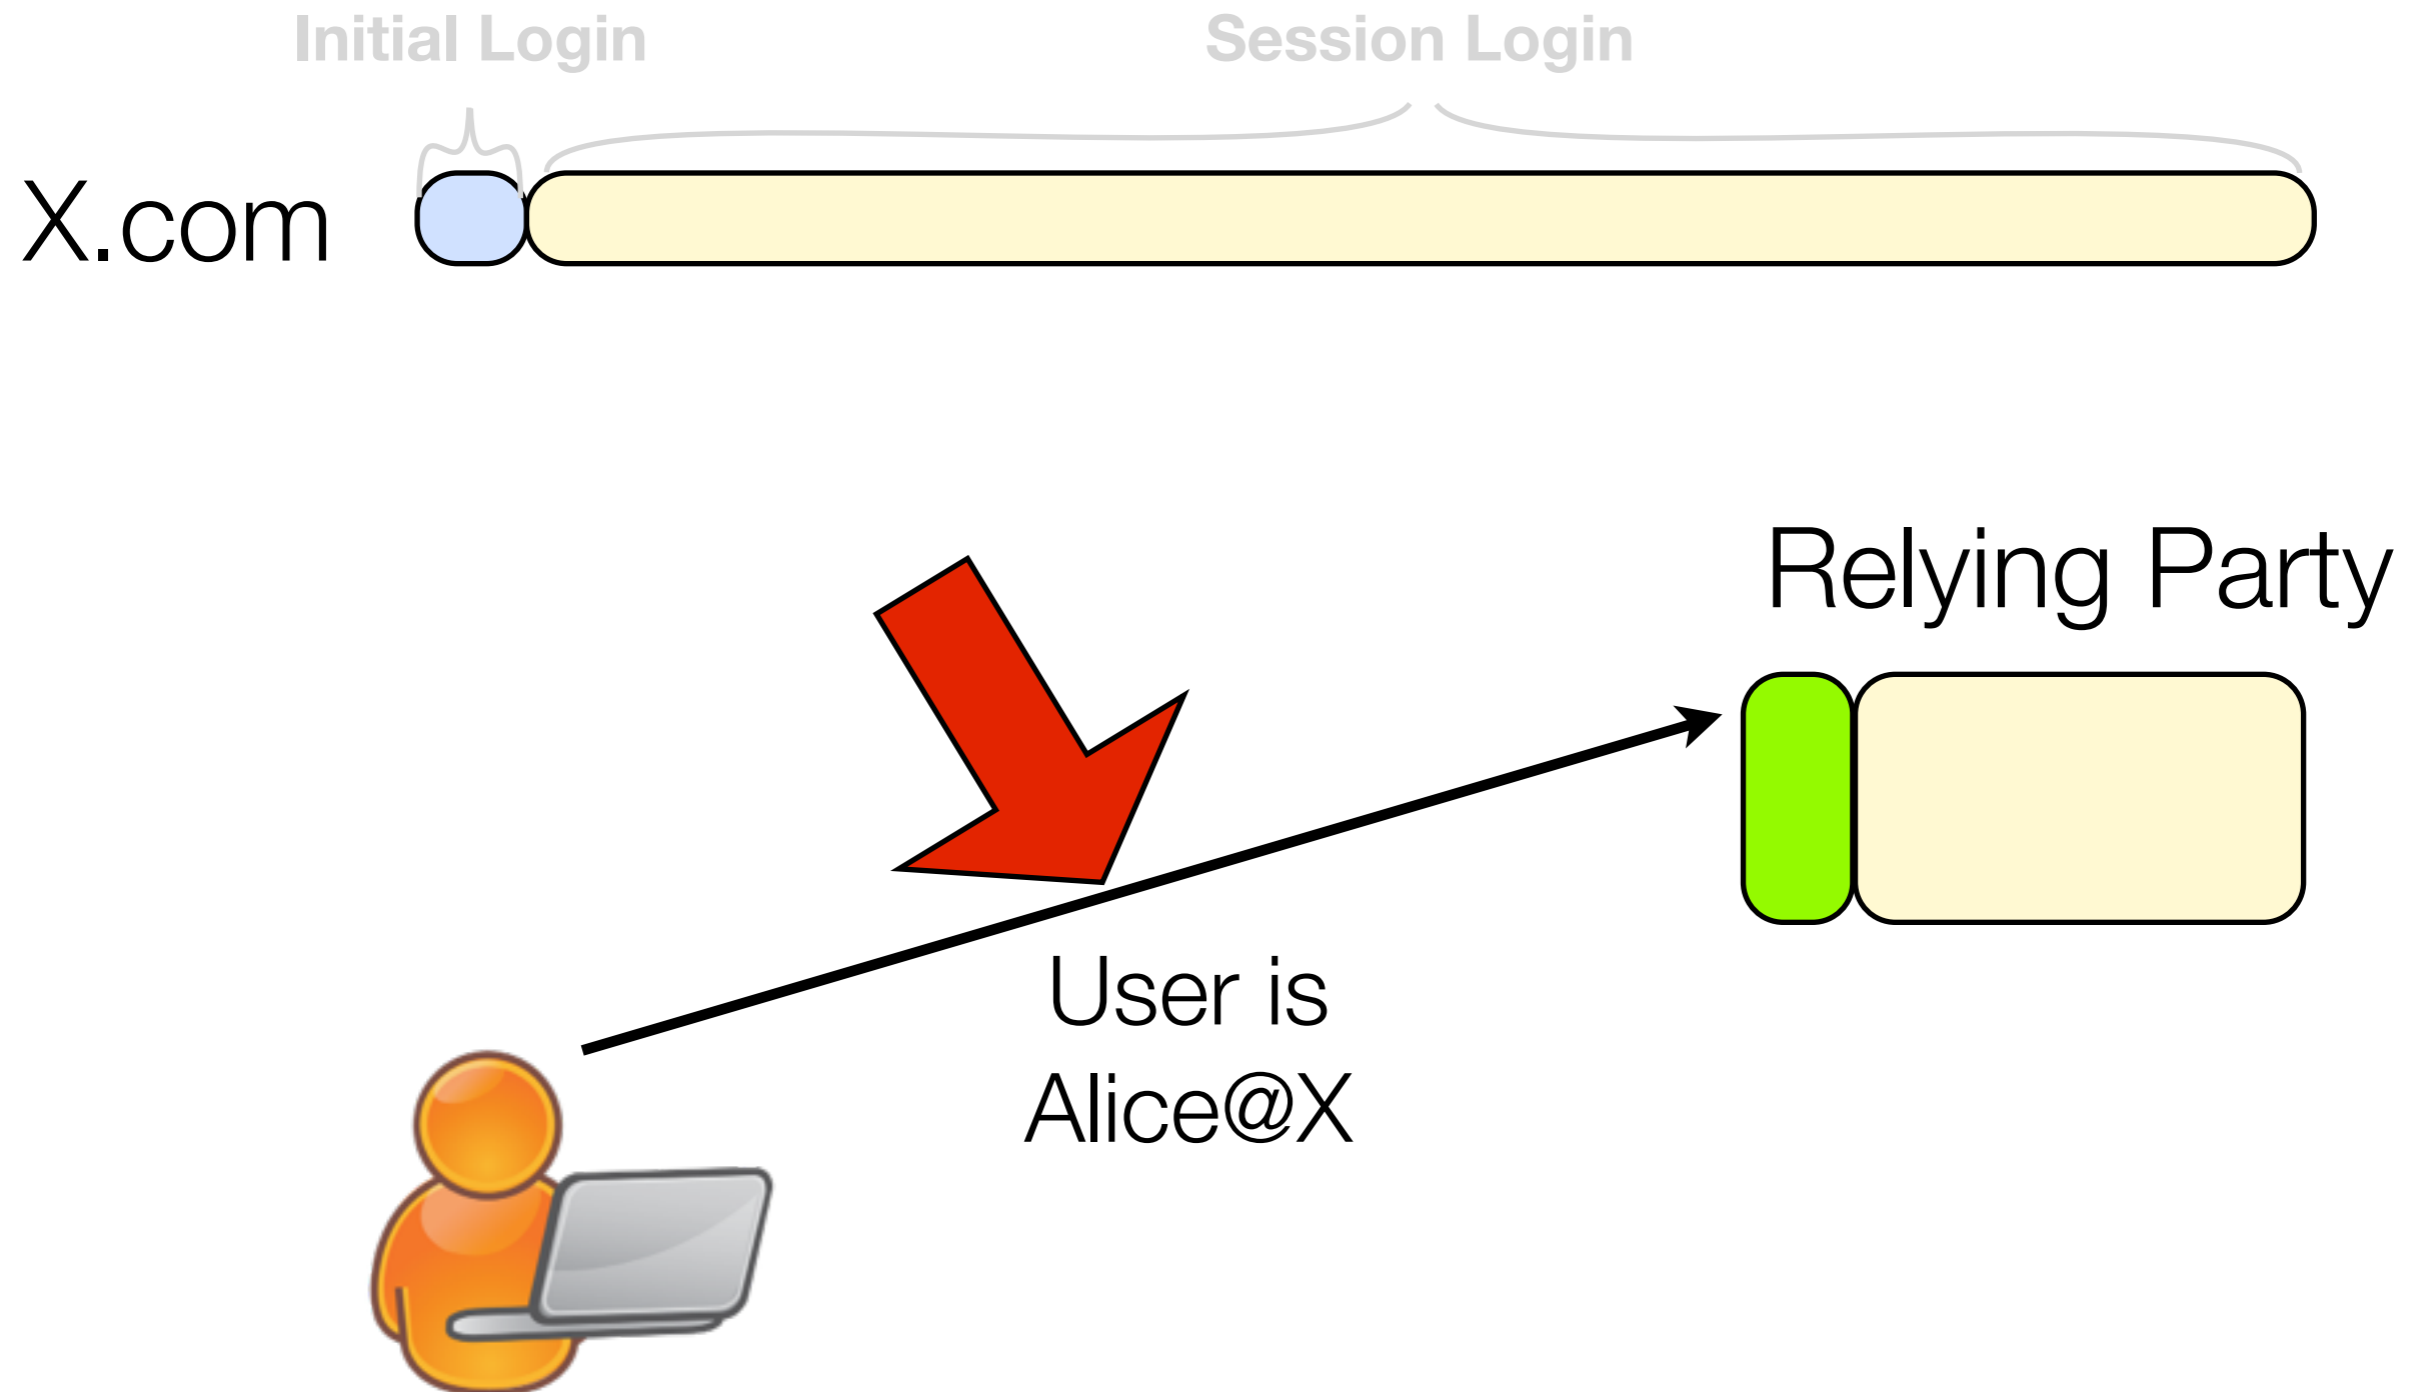 Initial Login
Session Login
X.com
Relying Party
User is
Alice@X